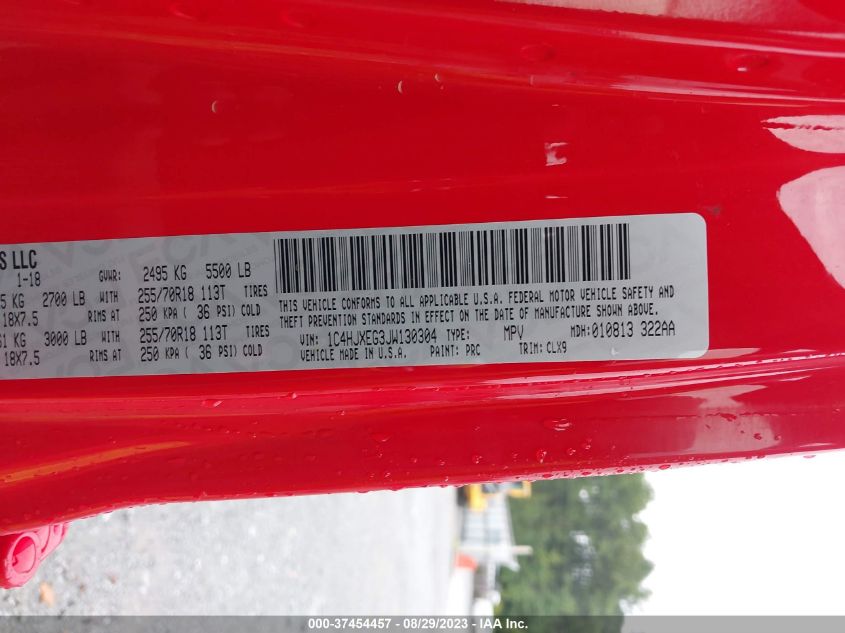 S LLC
1-18 GVWR: 2495 KG 5500 LB
5 KG 2700 LB WITH 255/70R18 113T TIRES
18X7.5 RIMS AT 250 KPA ( 36 PSI) COLD
61 KG 3000 LB WITH 255/70R18 113T TIRES
18X7.5 RIMS AT 250 KPA ( 36 PSI) COLD
THIS VEHICLE CONFORMS TO ALL APPLICABLE U.S.A. FEDERAL MOTOR VEHICLE SAFETY AND
THEFT PREVENTION STANDARDS IN EFFECT ON THE DATE OF MANUFACTURE SHOWN ABOVE.
VIN: 1C4HJXEG3JW130304 TYPE: MPV MDH: 010813 322AA
VEHICLE MADE IN U.S.A. PAINT: PRC TRIM: CLX9
000-37454457 - 08/29/2023 - IAA Inc.